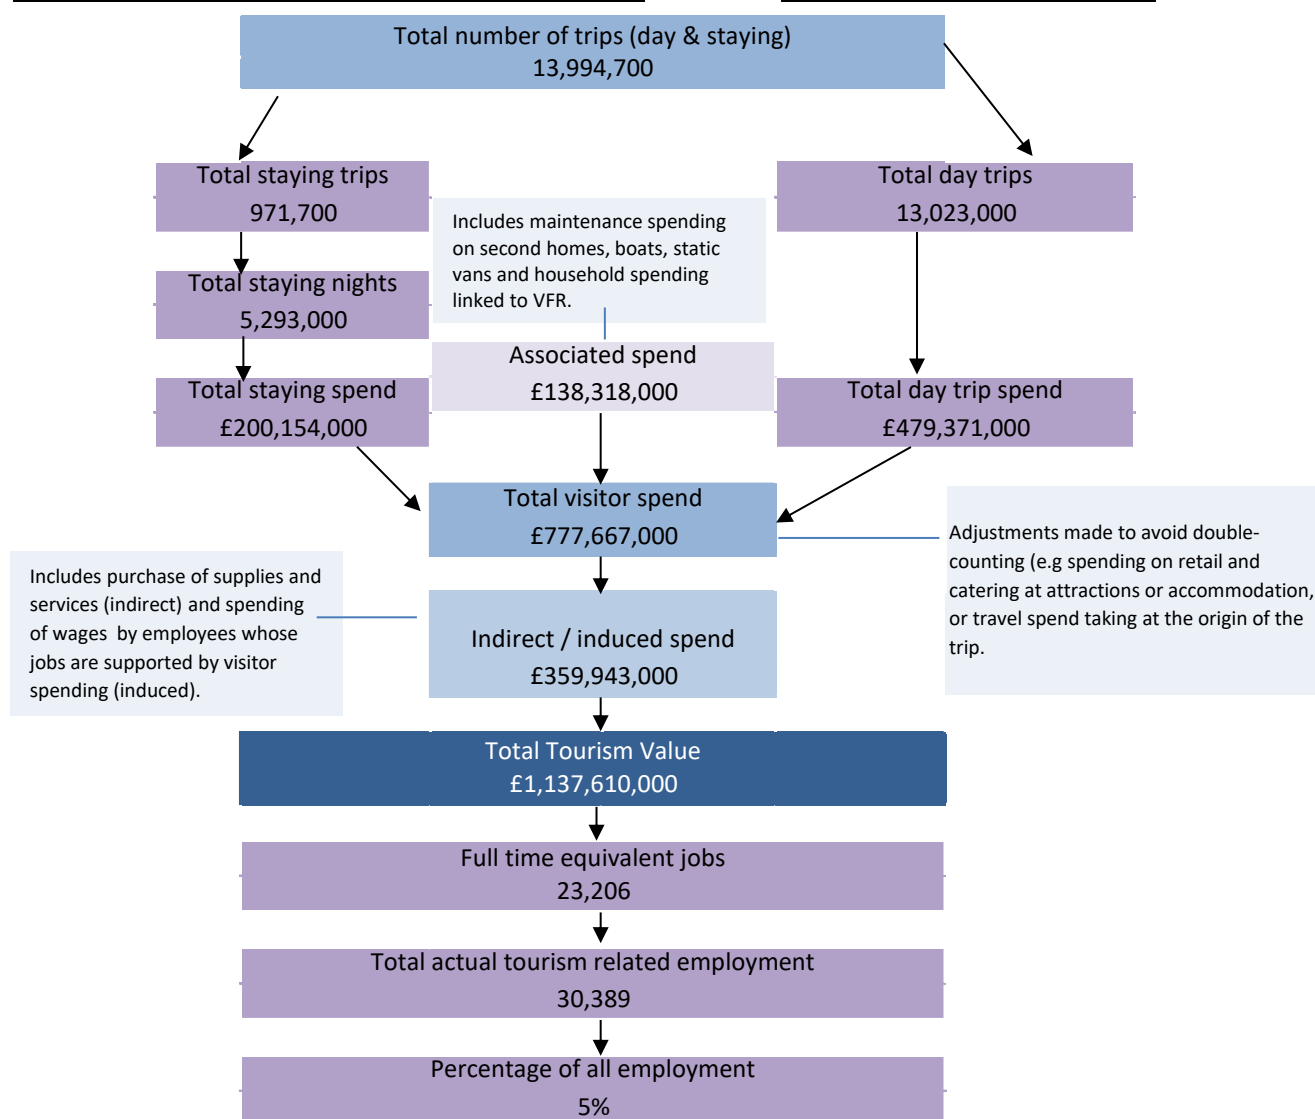 Total number of trips (day & staying)
13,994,700
Total staying trips
971,700
Total day trips
13,023,000
Includes maintenance spending
on second homes, boats, static
vans and household spending
linked to VFR.
Total staying nights
5,293,000
Associated spend
£138,318,000
Total staying spend
£200,154,000
Total day trip spend
£479,371,000
Total visitor spend
£777,667,000
Adjustments made to avoid double-
counting (e.g spending on retail and
catering at attractions or accommodation,
or travel spend taking at the origin of the
trip.
Includes purchase of supplies and
services (indirect) and spending
of wages by employees whose
jobs are supported by visitor
spending (induced).
Indirect / induced spend
£359,943,000
Total Tourism Value
£1,137,610,000
Full time equivalent jobs
23,206
Total actual tourism related employment
30,389
Percentage of all employment
5%